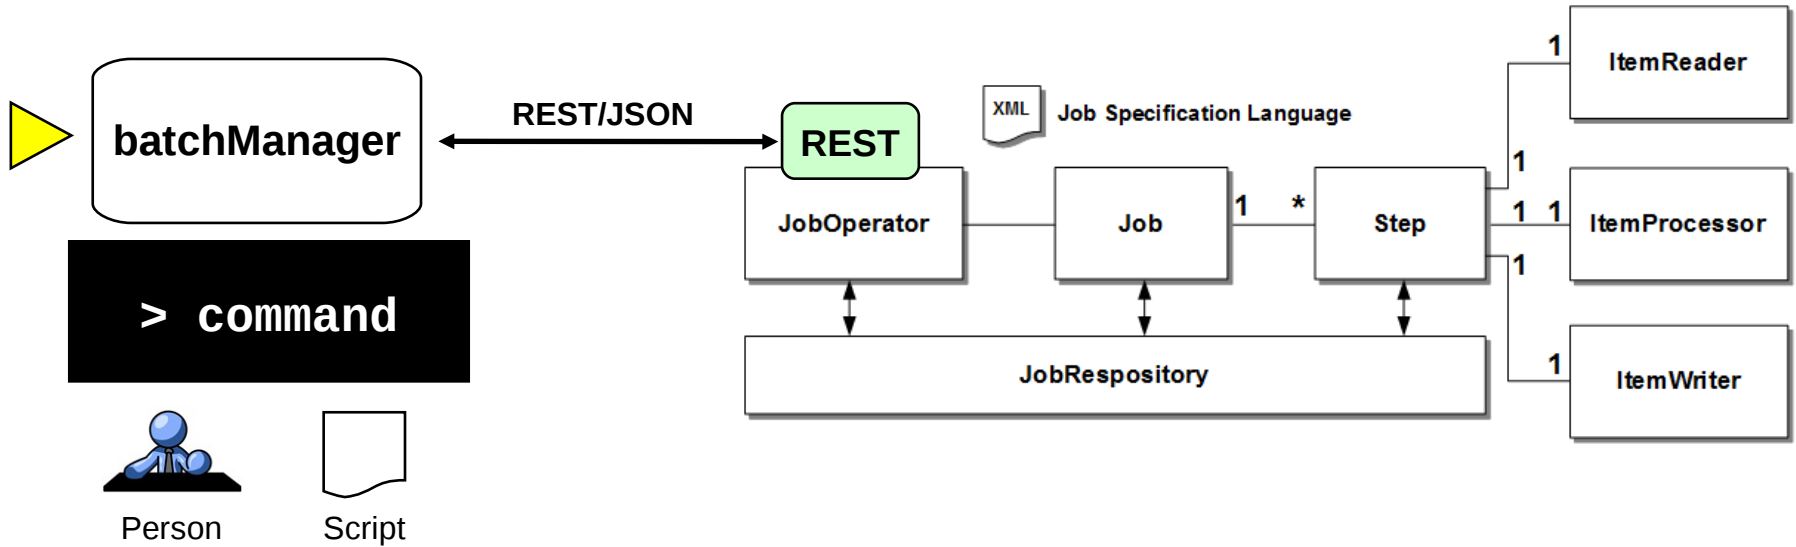 batchManager
> command
Person
Script
REST/JSON
REST
XML
Job Specification Language
JobOperator
Job
1
*
Step
JobRespository
1
1
1
1
1
1
ItemReader
ItemProcessor
ItemWriter